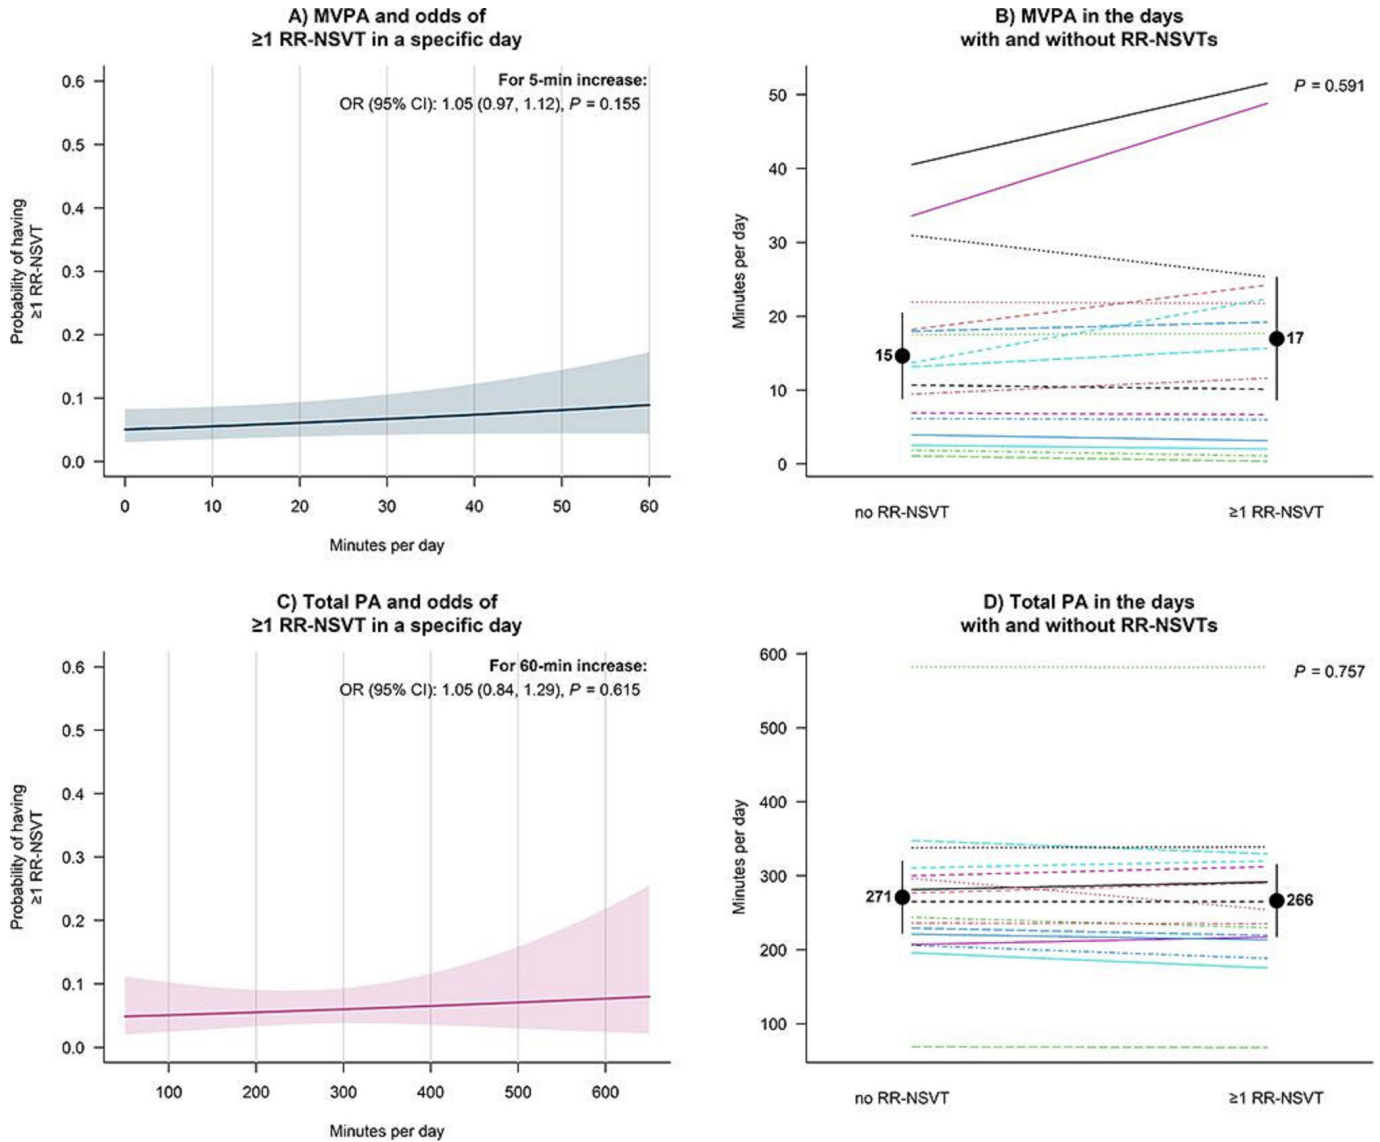 A) MVPA and odds of
≥1 RR-NSVT in a specific day
For 5-min increase:
OR (95% CI): 1.05 (0.97, 1.12), P = 0.155
Probability of having
≥1 RR-NSVT
0.6
0.5
0.4
0.3
0.2
0.1
0.0
0 10 20 30 40 50 60
Minutes per day
B) MVPA in the days
with and without RR-NSVTs
P = 0.591
Minutes per day
50
40
30
20
10
0
15
17
no RR-NSVT ≥1 RR-NSVT
C) Total PA and odds of
≥1 RR-NSVT in a specific day
For 60-min increase:
OR (95% CI): 1.05 (0.84, 1.29), P = 0.615
Probability of having
≥1 RR-NSVT
0.6
0.5
0.4
0.3
0.2
0.1
0.0
100 200 300 400 500 600
Minutes per day
D) Total PA in the days
with and without RR-NSVTs
P = 0.757
Minutes per day
600
500
400
300
200
100
271
266
no RR-NSVT ≥1 RR-NSVT